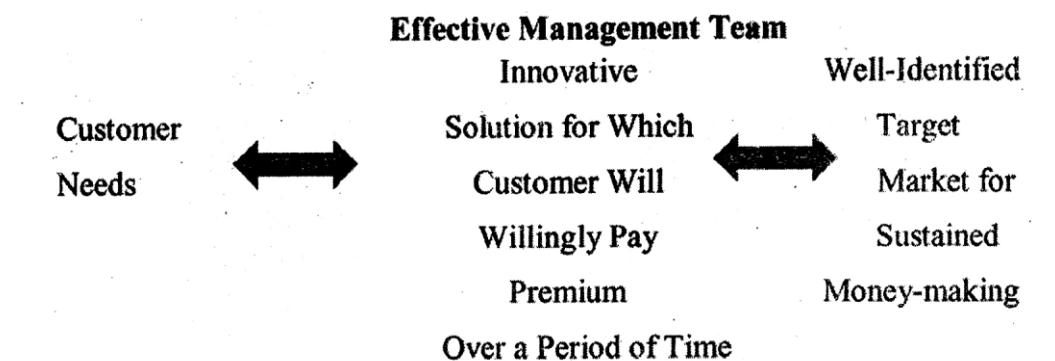 Effective Management Team
Customer
Needs
Innovative
Solution for Which
Customer Will
Willingly Pay
Premium
Over a Period of Time
Well-Identified
Target
Market for
Sustained
Money-making